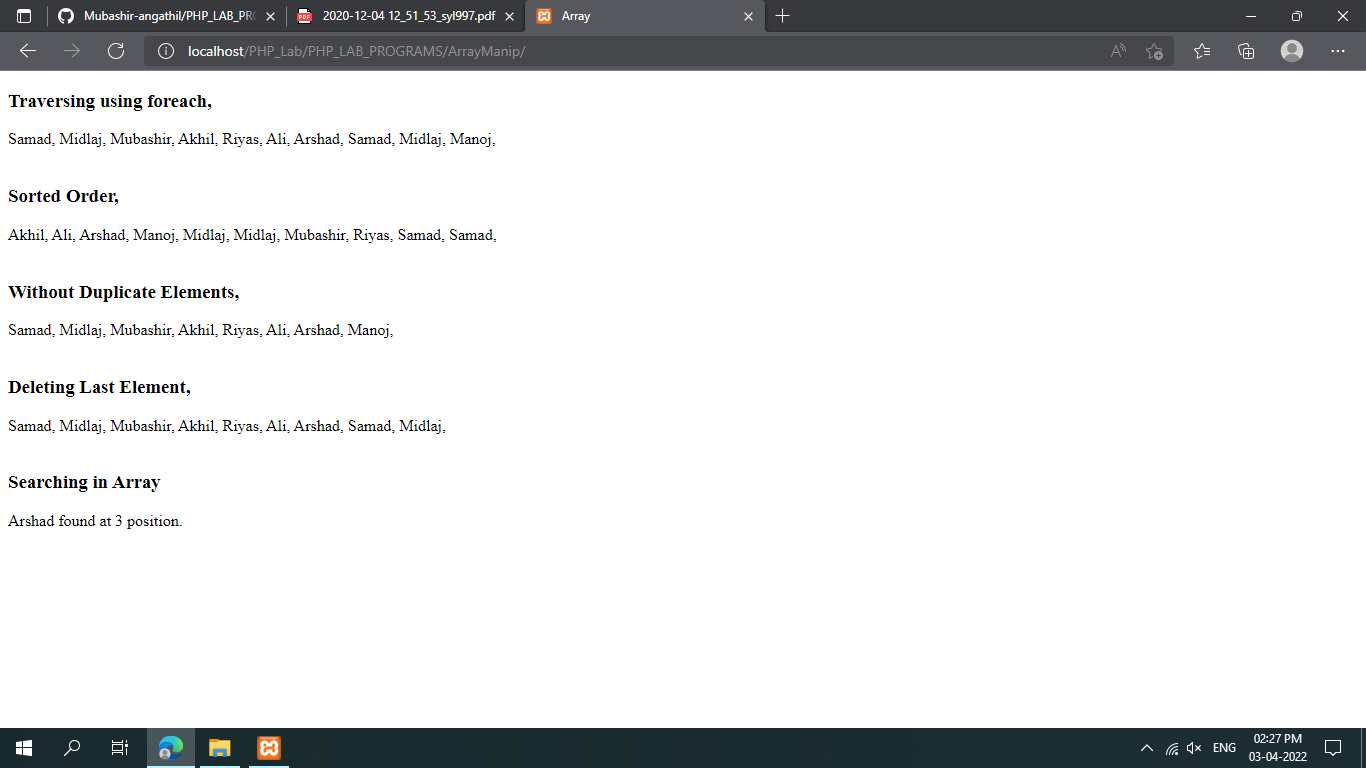 Mubashir-angathil/PHP_LAB_PRO
2020-12-04 12_51_53_syl997.pdf
Array
localhost/PHP_Lab/PHP_LAB_PROGRAMS/ArrayManip/
Traversing using foreach,
Samad, Midlaj, Mubashir, Akhil, Riyas, Ali, Arshad, Samad, Midlaj, Manoj,
Sorted Order,
Akhil, Ali, Arshad, Manoj, Midlaj, Midlaj, Mubashir, Riyas, Samad, Samad,
Without Duplicate Elements,
Samad, Midlaj, Mubashir, Akhil, Riyas, Ali, Arshad, Manoj,
Deleting Last Element,
Samad, Midlaj, Mubashir, Akhil, Riyas, Ali, Arshad, Samad, Midlaj,
Searching in Array
Arshad found at 3 position.
ENG
02:27 PM
03-04-2022